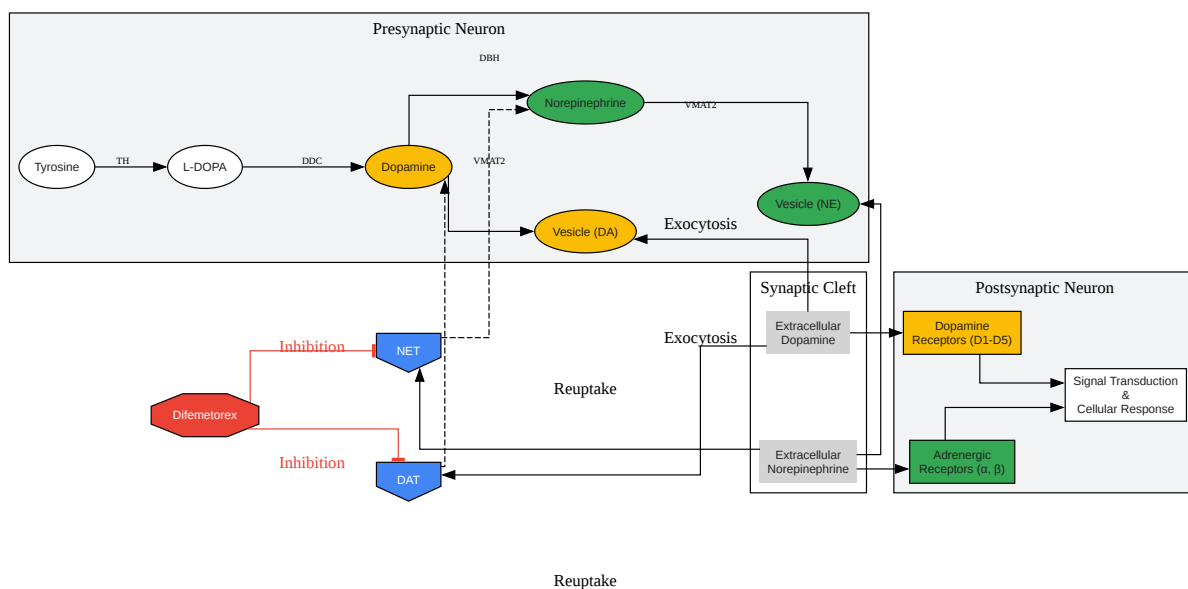 Presynaptic Neuron
DBH
Norepinephrine
VMAT2
Tyrosine
TH
L-DOPA
DDC
Dopamine
VMAT2
Vesicle (NE)
Exocytosis
Vesicle (DA)
Synaptic Cleft
Postsynaptic Neuron
Extracellular
Dopamine
Dopamine
Receptors (D1-D5)
Exocytosis
Inhibition
NET
Reuptake
Signal Transduction
&
Cellular Response
Difemetorex
Inhibition
DAT
Extracellular
Norepinephrine
Adrenergic
Receptors (α, β)
Reuptake